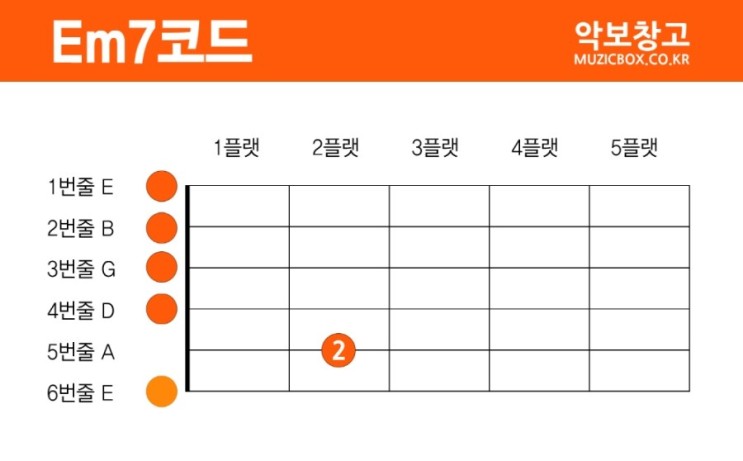 Em7코드
악보창고
MUZICBOX.CO.KR
1플랫 2플랫 3플랫 4플랫 5플랫
1번줄 E
2번줄 B
3번줄 G
4번줄 D
5번줄 A
2
6번줄 E